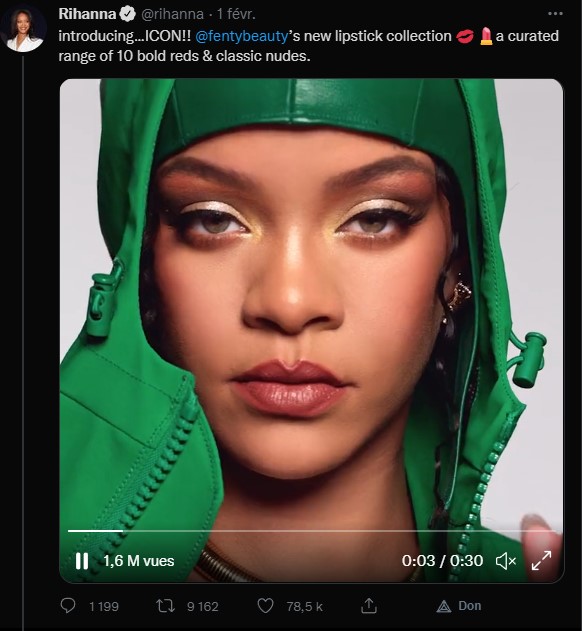 Rihanna @rihanna · 1 févr.
introducing...ICON!! @fentybeauty's new lipstick collection 💋 💄 a curated
range of 10 bold reds & classic nudes.
1,6 M vues
0:03 / 0:30
1 199 9 162 78,5 k Don